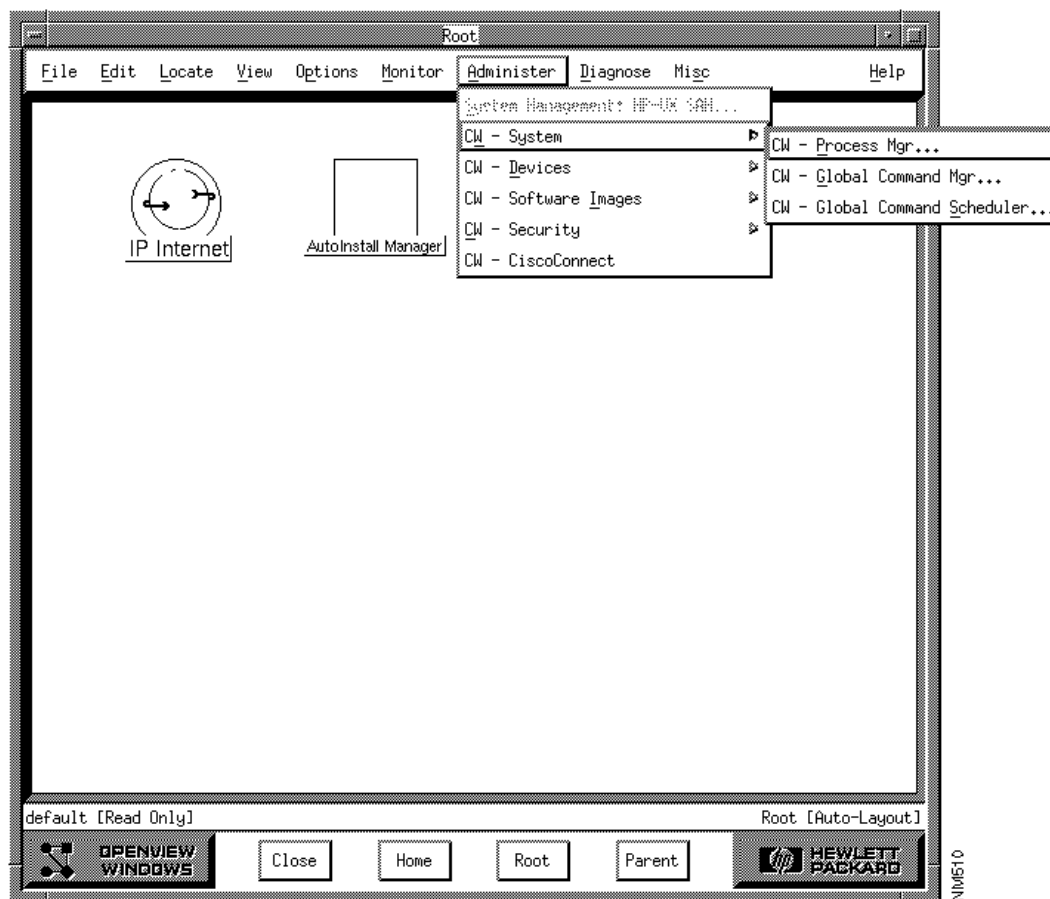 Root
File Edit Locate View Options Monitor Administer Diagnose Misc Help
System Management: HP-UX SAM...
CW - System
CW - Devices
CW - Software Images
CW - Security
CW - CiscoConnect
CW - Process Mgr...
CW - Global Command Mgr...
CW - Global Command Scheduler...
IP Internet
AutoInstall Manager
default [Read Only] Root [Auto-Layout]
OPENVIEW
WINDOWS
Close Home Root Parent
hp HEWLETT
PACKARD
NM510